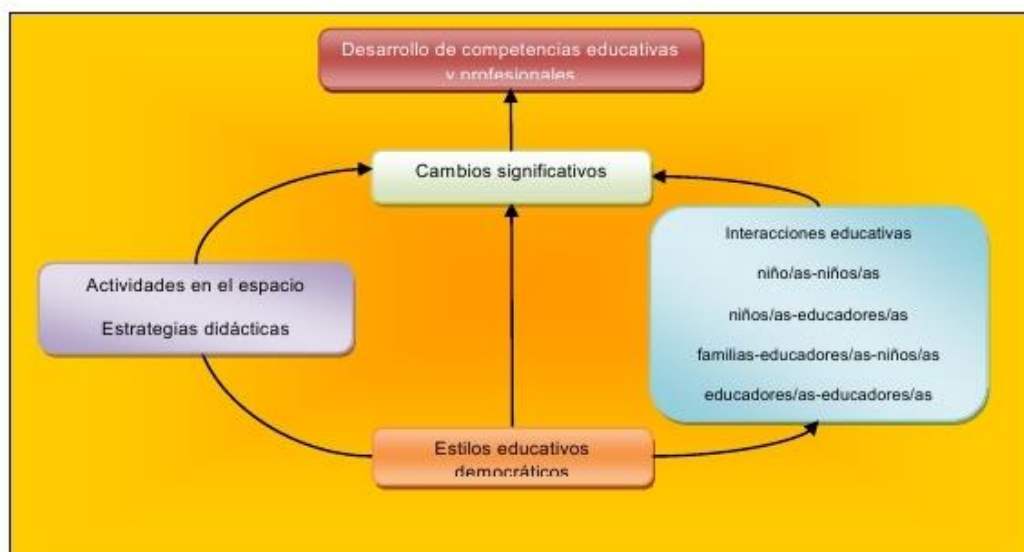 Desarrollo de competencias educativas
y profesionales
Cambios significativos
Interacciones educativas
niño/as-niños/as
niños/as-educadores/as
familias-educadores/as-niños/as
educadores/as-educadores/as
Actividades en el espacio
Estrategias didácticas
Estilos educativos
democráticos